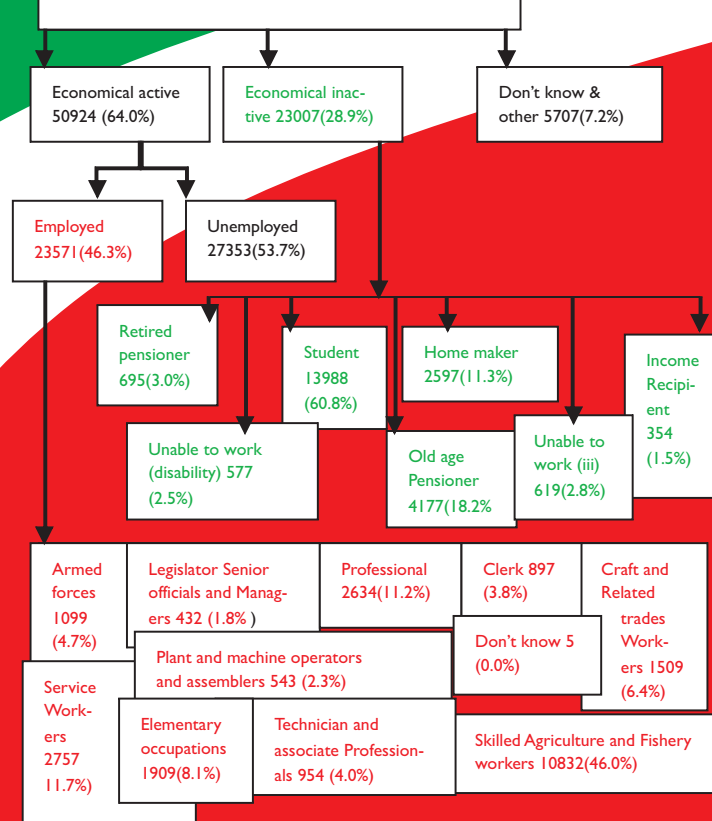 Economical active
50924 (64.0%)
Economical inac-
tive 23007(28.9%)
Don't know &
other 5707(7.2%)
Employed
23571(46.3%)
Unemployed
27353(53.7%)
Retired
pensioner
695(3.0%)
Student
13988
(60.8%)
Home maker
2597(11.3%)
Income
Recipi-
ent
354
(1.5%)
Unable to work
(disability) 577
(2.5%)
Old age
Pensioner
4177(18.2%
Unable to
work (iii)
619(2.8%)
Armed
forces
1099
(4.7%)
Legislator Senior
officials and Manag-
ers 432 (1.8% )
Professional
2634(11.2%)
Clerk 897
(3.8%)
Craft and
Related
trades
Work-
ers 1509
(6.4%)
Don't know 5
(0.0%)
Plant and machine operators
and assemblers 543 (2.3%)
Service
Work-
ers
2757
11.7%)
Elementary
occupations
1909(8.1%)
Technician and
associate Profession-
als 954 (4.0%)
Skilled Agriculture and Fishery
workers 10832(46.0%)